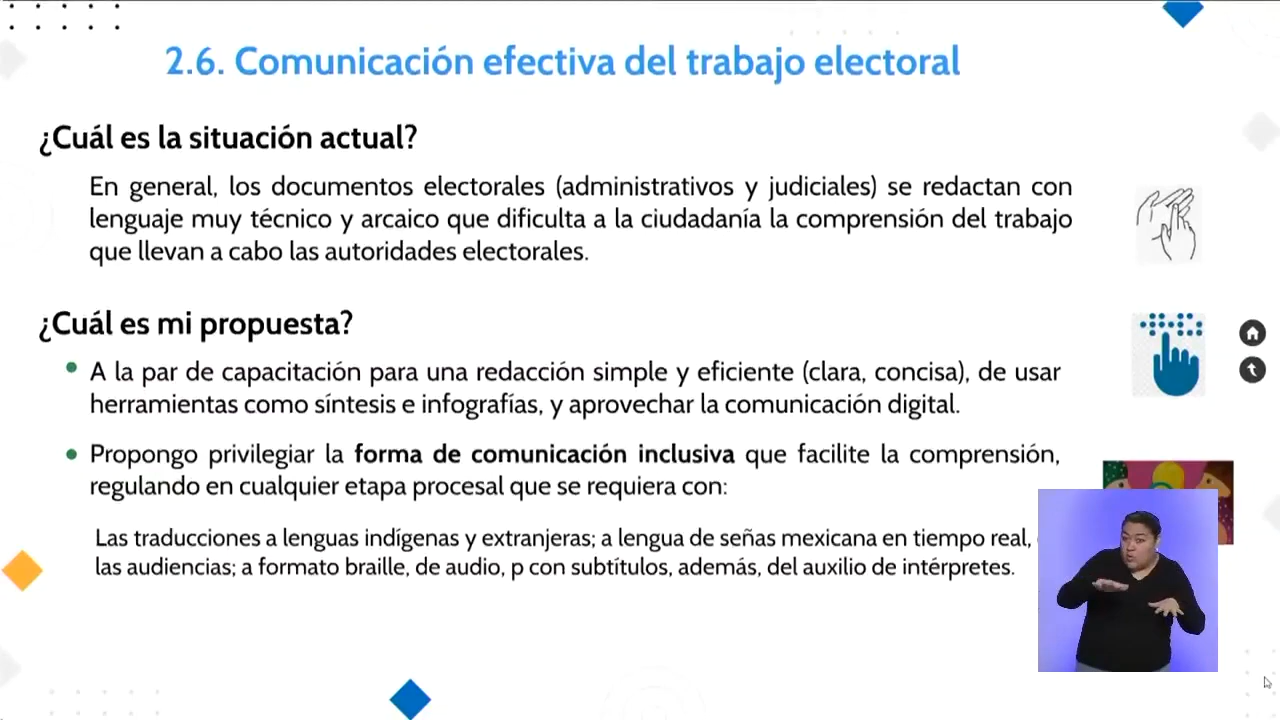 2.6. Comunicación efectiva del trabajo electoral
¿Cuál es la situación actual?
En general, los documentos electorales (administrativos y judiciales) se redactan con
lenguaje muy técnico y arcaico que dificulta a la ciudadanía la comprensión del trabajo
que llevan a cabo las autoridades electorales.
¿Cuál es mi propuesta?
• A la par de capacitación para una redacción simple y eficiente (clara, concisa), de usar
herramientas como síntesis e infografías, y aprovechar la comunicación digital.
• Propongo privilegiar la forma de comunicación inclusiva que facilite la comprensión,
regulando en cualquier etapa procesal que se requiera con:
Las traducciones a lenguas indígenas y extranjeras; a lengua de señas mexicana en tiempo real,
las audiencias; a formato braille, de audio, p con subtítulos, además, del auxilio de intérpretes.